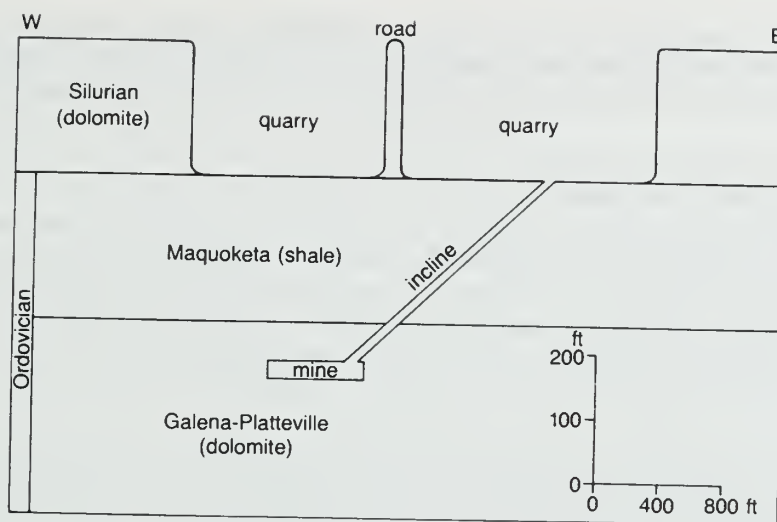 W
road
E
Silurian
(dolomite)
quarry
quarry
Maquoketa (shale)
incline
Ordovician
mine
Galena-Platteville
(dolomite)
ft
200
100
0
0 400 800 ft